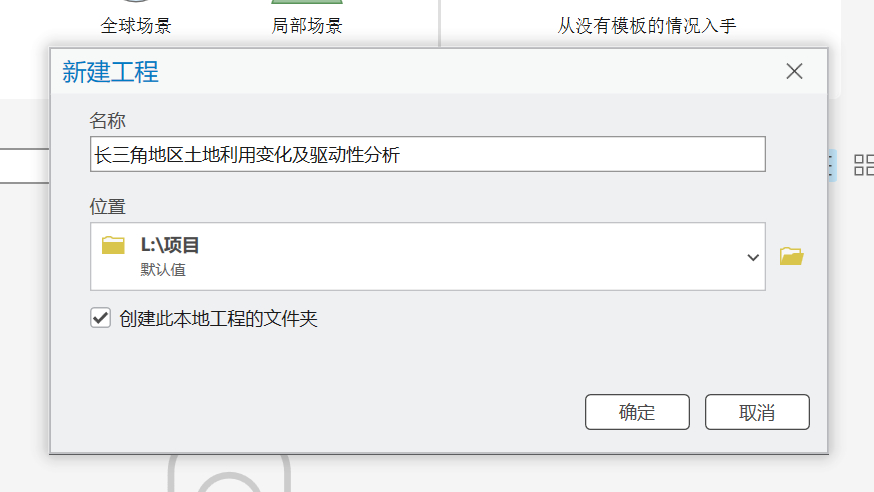 全球场景
局部场景
从没有模板的情况入手
新建工程
名称
长三角地区土地利用变化及驱动性分析
位置
L:\项目
默认值
创建此本地工程的文件夹
确定
取消